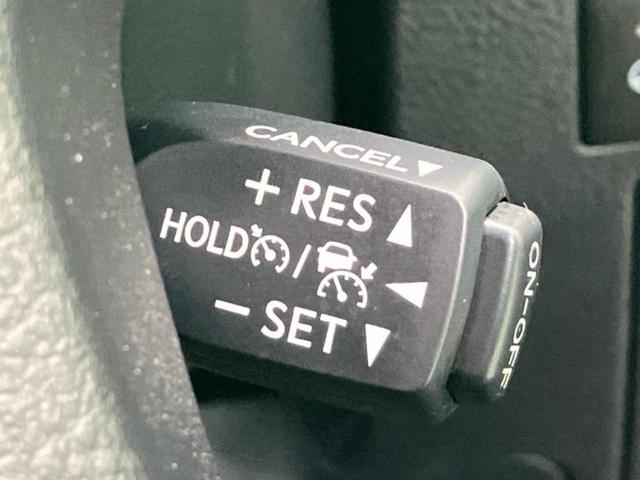 CANCEL▼
+ RES ▲
HOLD / ◀
− SET ▼
ON-OFF